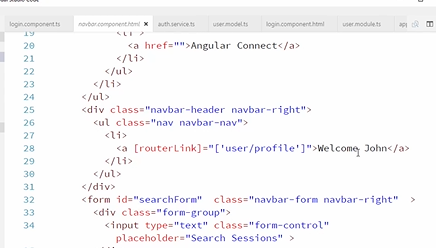 login.component.ts navbar.component.html × auth.service.ts user.model.ts login.component.html user.module.ts
19 <li>
20 <a href="">Angular Connect</a>
21 </li>
22 </ul>
23 </li>
24 </ul>
25 <div class="navbar-header navbar-right">
26 <ul class="nav navbar-nav">
27 <li>
28 <a [routerLink]="['user/profile']">Welcome John</a>
29 </li>
30 </ul>
31 </div>
32 <form id="searchForm" class="navbar-form navbar-right" >
33 <div class="form-group">
34 <input type="text" class="form-control"
placeholder="Search Sessions" >